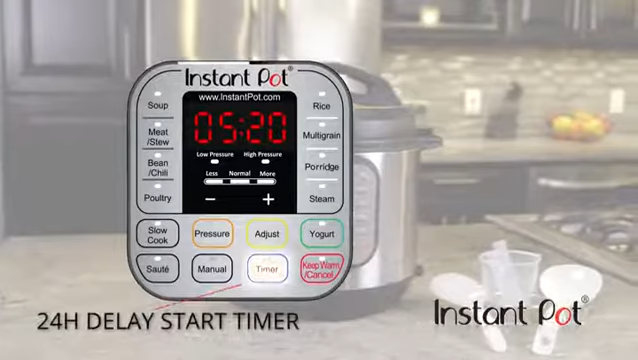 Instant Pot®
www.InstantPot.com
Soup
Meat
/Stew
Bean
/Chili
Poultry
05:20
Low Pressure High Pressure
Less Normal More
− +
Rice
Multigrain
Porridge
Steam
Slow
Cook
Pressure
Adjust
Yogurt
Sauté
Manual
Timer
Keep Warm
/Cancel
24H DELAY START TIMER
Instant Pot®